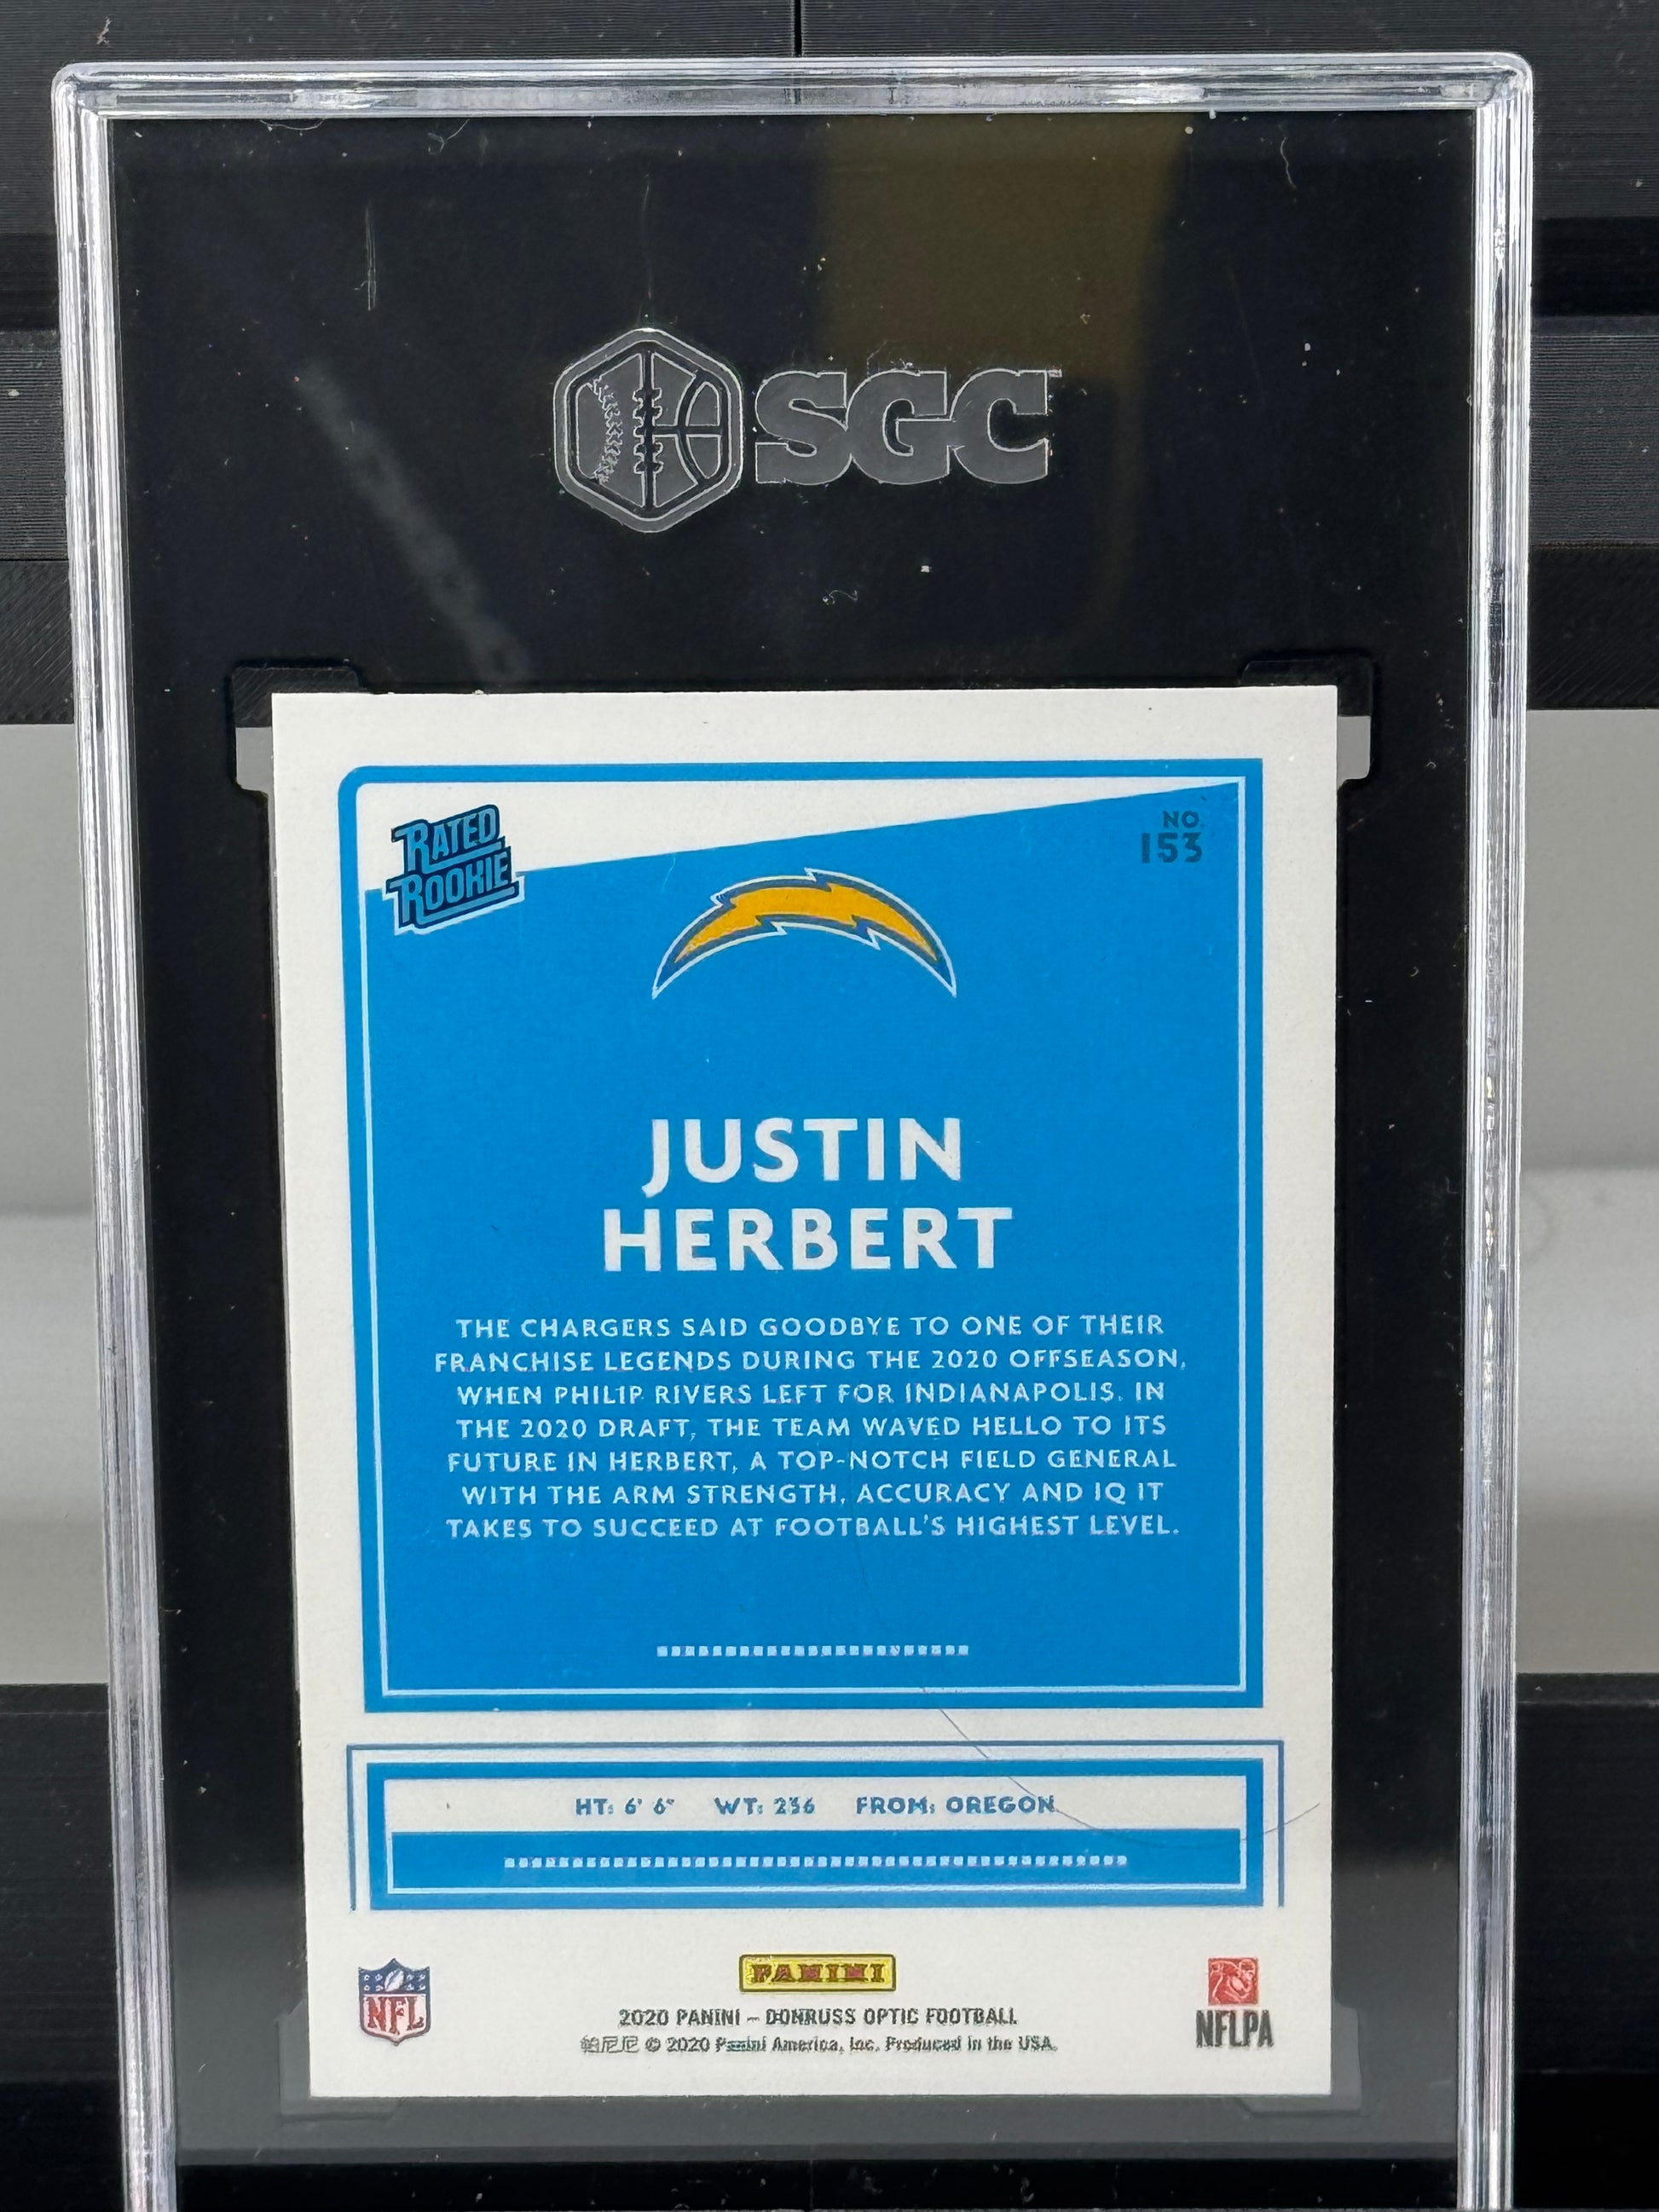 SGC
RATED
ROOKIE
NO
153
JUSTIN
HERBERT
THE CHARGERS SAID GOODBYE TO ONE OF THEIR
FRANCHISE LEGENDS DURING THE 2020 OFFSEASON,
WHEN PHILIP RIVERS LEFT FOR INDIANAPOLIS. IN
THE 2020 DRAFT, THE TEAM WAVED HELLO TO ITS
FUTURE IN HERBERT, A TOP-NOTCH FIELD GENERAL
WITH THE ARM STRENGTH, ACCURACY AND IQ IT
TAKES TO SUCCEED AT FOOTBALL'S HIGHEST LEVEL.
HT: 6' 6" WT: 236 FROM: OREGON
NFL
PANINI
2020 PANINI – DONRUSS OPTIC FOOTBALL
帕尼尼 © 2020 Panini America, Inc. Produced in the USA.
NFLPA